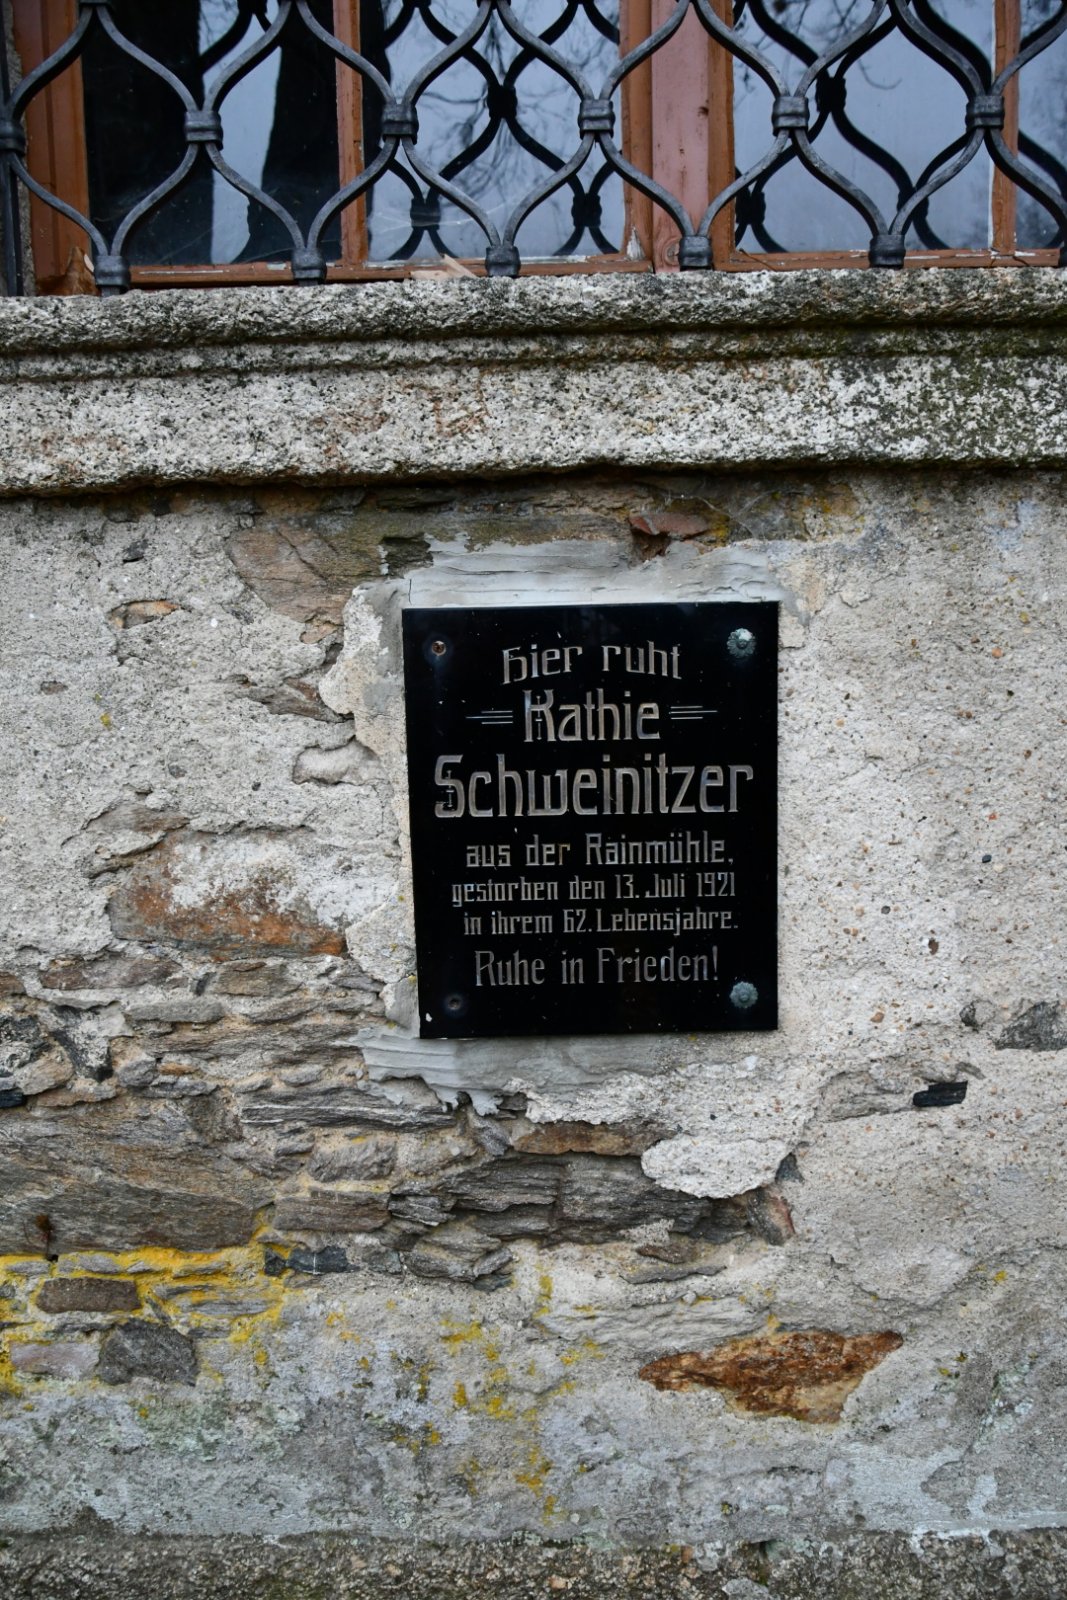 Hier ruht
Kathie
Schweinitzer
aus der Rainmühle,
gestorben den 13. Juli 1921
in ihrem 62. Lebensjahre.
Ruhe in Frieden!